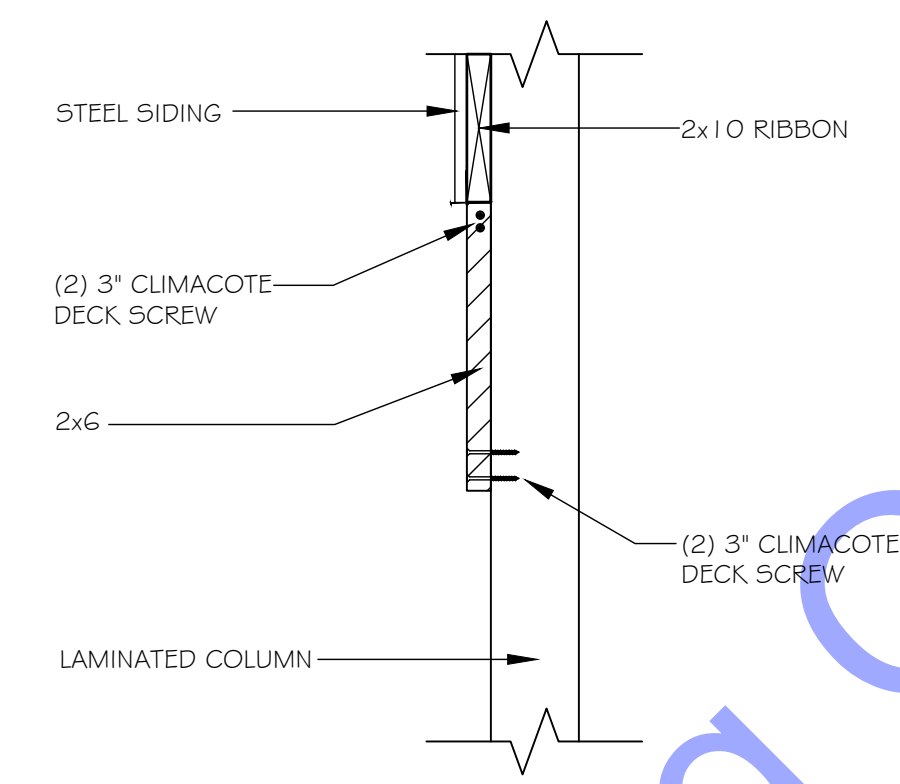 STEEL SIDING
2x10 RIBBON
(2) 3" CLIMACOTE
DECK SCREW
2x6
(2) 3" CLIMACOTE
DECK SCREW
LAMINATED COLUMN